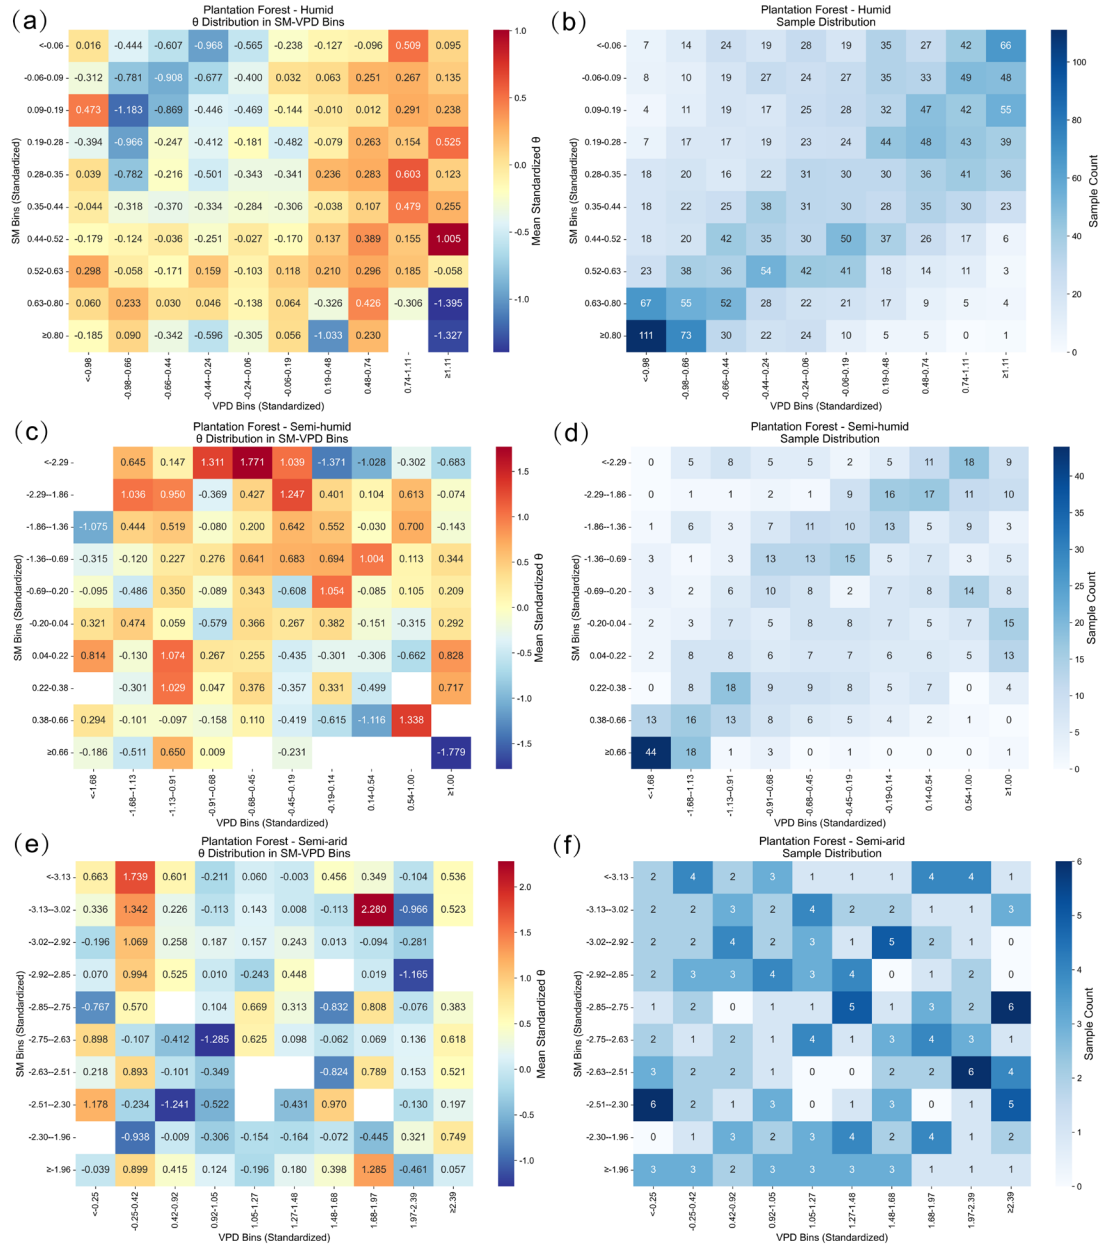 (a)
Plantation Forest - Humid
θ Distribution in SM-VPD Bins
SM Bins (Standardized)
<-0.06 0.016 -0.444 -0.607 -0.968 -0.565 -0.238 -0.127 -0.096 0.509 0.095
-0.06-0.09 -0.312 -0.781 -0.908 -0.677 -0.400 0.032 0.063 0.251 0.267 0.135
0.09-0.19 0.473 -1.183 -0.869 -0.446 -0.469 -0.144 -0.010 0.012 0.291 0.238
0.19-0.28 -0.394 -0.966 -0.247 -0.412 -0.181 -0.482 -0.079 0.263 0.154 0.525
0.28-0.35 0.039 -0.782 -0.216 -0.501 -0.343 -0.341 0.236 0.283 0.603 0.123
0.35-0.44 -0.044 -0.318 -0.370 -0.334 -0.284 -0.306 -0.038 0.107 0.479 0.255
0.44-0.52 -0.179 -0.124 -0.036 -0.251 -0.027 -0.170 0.137 0.389 0.155 1.005
0.52-0.63 0.298 -0.058 -0.171 0.159 -0.103 0.118 0.210 0.296 0.185 -0.058
0.63-0.80 0.060 0.233 0.030 0.046 -0.138 0.064 -0.326 0.426 -0.306 -1.395
≥0.80 -0.185 0.090 -0.342 -0.596 -0.305 0.056 -1.033 0.230 -1.327
<-0.98 -0.98--0.66 -0.66--0.44 -0.44--0.24 -0.24--0.06 -0.06-0.19 0.19-0.48 0.48-0.74 0.74-1.11 ≥1.11
VPD Bins (Standardized)
1.0
0.5
0.0
-0.5
-1.0
Mean Standardized θ
(b)
Plantation Forest - Humid
Sample Distribution
SM Bins (Standardized)
<-0.06 7 14 24 19 28 19 35 27 42 66
-0.06-0.09 8 10 19 27 24 27 35 33 49 48
0.09-0.19 4 11 19 17 25 28 32 47 42 55
0.19-0.28 7 17 17 19 23 24 44 48 43 39
0.28-0.35 18 20 16 22 31 30 30 36 41 36
0.35-0.44 18 24 24 38 30 31 28 35 30 23
0.44-0.52 18 20 42 35 30 50 37 26 17 6
0.52-0.63 23 38 36 54 42 41 18 14 11 3
0.63-0.80 67 55 52 28 22 21 17 9 5 4
≥0.80 111 73 30 22 24 10 5 5 0 1
<-0.98 -0.98--0.66 -0.66--0.44 -0.44--0.24 -0.24--0.06 -0.06-0.19 0.19-0.48 0.48-0.74 0.74-1.11 ≥1.11
VPD Bins (Standardized)
100
80
60
40
20
0
Sample Count
(c)
Plantation Forest - Semi-humid
θ Distribution in SM-VPD Bins
SM Bins (Standardized)
<-2.29 0.645 0.147 1.311 1.771 1.039 -1.371 -1.028 -0.302 -0.683
-2.29--1.86 1.036 0.950 -0.369 0.427 1.247 0.401 0.104 0.613 -0.074
-1.86--1.36 -1.075 0.444 0.519 -0.080 0.200 0.642 0.552 -0.030 0.700 -0.143
-1.36--0.69 -0.315 -0.120 0.227 0.276 0.641 0.683 0.694 1.004 0.113 0.344
-0.69--0.20 -0.095 -0.486 0.350 -0.089 0.343 -0.608 1.054 -0.085 0.105 0.209
-0.20-0.04 0.321 0.474 0.059 -0.579 0.366 0.267 0.382 -0.151 -0.315 0.292
0.04-0.22 0.814 -0.130 1.074 0.267 0.255 -0.435 -0.301 -0.306 -0.662 0.828
0.22-0.38 -0.301 1.029 0.047 0.376 -0.357 0.331 -0.499 0.717
0.38-0.66 0.294 -0.101 -0.097 -0.158 0.110 -0.419 -0.615 -1.116 1.338
≥0.66 -0.186 -0.511 0.650 0.009 -0.231 -1.779
<-1.68 -1.68--1.13 -1.13--0.91 -0.91--0.68 -0.68--0.45 -0.45--0.19 -0.19-0.14 0.14-0.54 0.54-1.00 ≥1.00
VPD Bins (Standardized)
1.5
1.0
0.5
0.0
-0.5
-1.0
-1.5
Mean Standardized θ
(d)
Plantation Forest - Semi-humid
Sample Distribution
SM Bins (Standardized)
<-2.29 0 5 8 5 5 2 5 11 18 9
-2.29--1.86 0 1 1 2 1 9 16 17 11 10
-1.86--1.36 1 6 3 7 11 10 13 5 9 3
-1.36--0.69 3 1 3 13 13 15 5 7 3 5
-0.69--0.20 3 2 6 10 8 2 7 8 14 8
-0.20-0.04 2 3 7 5 8 8 7 5 7 15
0.04-0.22 2 8 8 6 7 7 6 6 5 13
0.22-0.38 0 8 18 9 9 8 5 7 0 4
0.38-0.66 13 16 13 8 6 5 4 2 1 0
≥0.66 44 18 1 3 0 1 0 0 0 1
<-1.68 -1.68--1.13 -1.13--0.91 -0.91--0.68 -0.68--0.45 -0.45--0.19 -0.19-0.14 0.14-0.54 0.54-1.00 ≥1.00
VPD Bins (Standardized)
40
35
30
25
20
15
10
5
0
Sample Count
(e)
Plantation Forest - Semi-arid
θ Distribution in SM-VPD Bins
SM Bins (Standardized)
<-3.13 0.663 1.739 0.601 -0.211 0.060 -0.003 0.456 0.349 -0.104 0.536
-3.13--3.02 0.336 1.342 0.226 -0.113 0.143 0.008 -0.113 2.280 -0.966 0.523
-3.02--2.92 -0.196 1.069 0.258 0.187 0.157 0.243 0.013 -0.094 -0.281
-2.92--2.85 0.070 0.994 0.525 0.010 -0.243 0.448 0.019 -1.165
-2.85--2.75 -0.767 0.570 0.104 0.669 0.313 -0.832 0.808 -0.076 0.383
-2.75--2.63 0.898 -0.107 -0.412 -1.285 0.625 0.098 -0.062 0.069 0.136 0.618
-2.63--2.51 0.218 0.893 -0.101 -0.349 -0.824 0.789 0.153 0.521
-2.51--2.30 1.178 -0.234 -1.241 -0.522 -0.431 0.970 -0.130 0.197
-2.30--1.96 -0.938 -0.009 -0.306 -0.154 -0.164 -0.072 -0.445 0.321 0.749
≥-1.96 -0.039 0.899 0.415 0.124 -0.196 0.180 0.398 1.285 -0.461 0.057
<-0.25 -0.25-0.42 0.42-0.92 0.92-1.05 1.05-1.27 1.27-1.48 1.48-1.68 1.68-1.97 1.97-2.39 ≥2.39
VPD Bins (Standardized)
2.0
1.5
1.0
0.5
0.0
-0.5
-1.0
Mean Standardized θ
(f)
Plantation Forest - Semi-arid
Sample Distribution
SM Bins (Standardized)
<-3.13 2 4 2 3 1 1 1 4 4 1
-3.13--3.02 2 2 3 2 4 2 2 1 1 3
-3.02--2.92 2 2 4 2 3 1 5 2 1 0
-2.92--2.85 2 3 3 4 3 4 0 1 2 0
-2.85--2.75 1 2 0 1 1 5 1 3 2 6
-2.75--2.63 2 1 2 1 4 1 3 4 3 3
-2.63--2.51 3 2 2 1 0 0 2 2 6 4
-2.51--2.30 6 2 1 3 0 2 3 0 1 5
-2.30--1.96 0 1 3 2 3 4 2 4 1 2
≥-1.96 3 3 2 3 3 3 3 1 1 1
<-0.25 -0.25-0.42 0.42-0.92 0.92-1.05 1.05-1.27 1.27-1.48 1.48-1.68 1.68-1.97 1.97-2.39 ≥2.39
VPD Bins (Standardized)
6
5
4
3
2
1
0
Sample Count